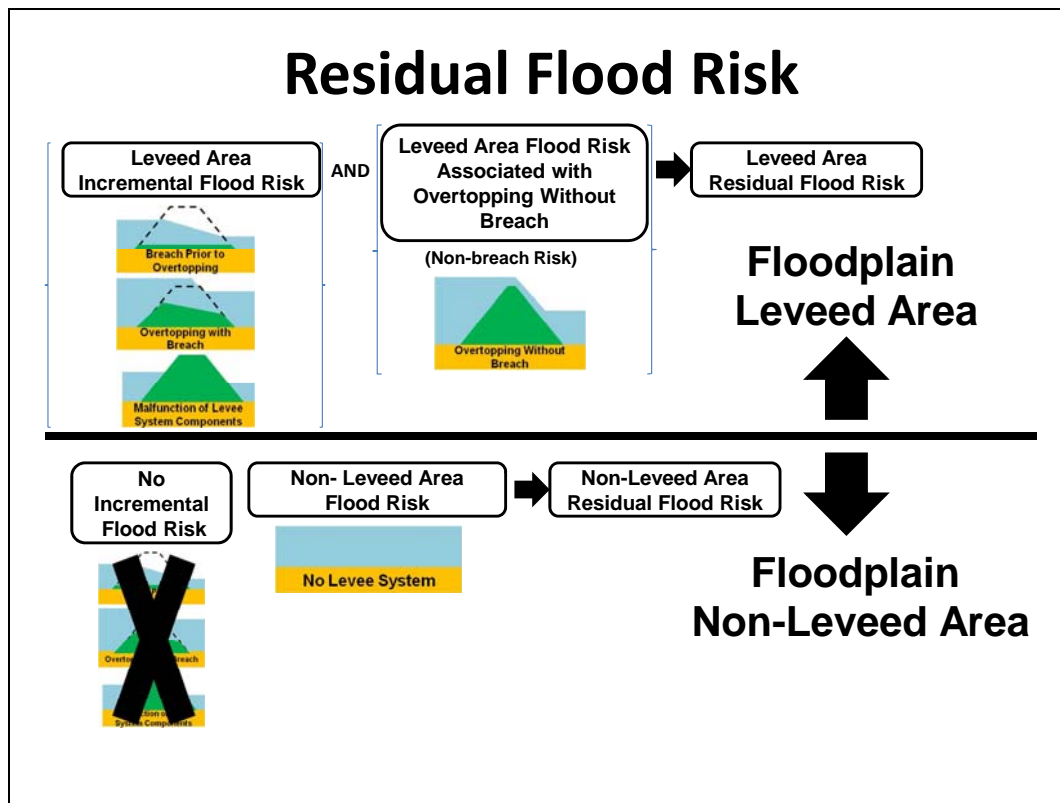 Residual Flood Risk
Leveed Area
Incremental Flood Risk
Breach Prior to
Overtopping
Overtopping with
Breach
Malfunction of Levee
System Components
AND
Leveed Area Flood Risk
Associated with
Overtopping Without
Breach
(Non-breach Risk)
Overtopping Without
Breach
Leveed Area
Residual Flood Risk
Floodplain
Leveed Area
No
Incremental
Flood Risk
Breach
System Components
Non- Leveed Area
Flood Risk
No Levee System
Non-Leveed Area
Residual Flood Risk
Floodplain
Non-Leveed Area